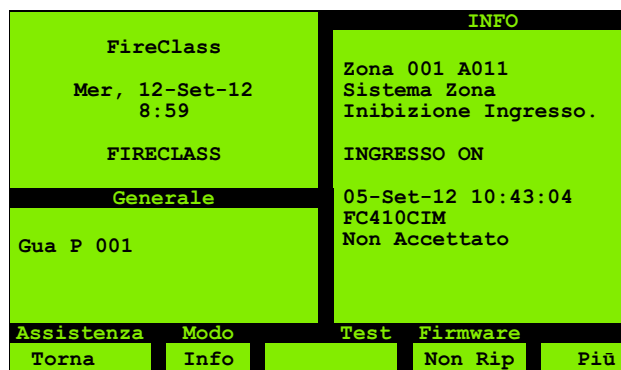 FireClass
Mer, 12-Set-12
8:59
FIRECLASS
Generale
Gua P 001
INFO
Zona 001 A011
Sistema Zona
Inibizione Ingresso.
INGRESSO ON
05-Set-12 10:43:04
FC410CIM
Non Accettato
Assistenza Modo Test Firmware
Torna Info Non Rip Piū